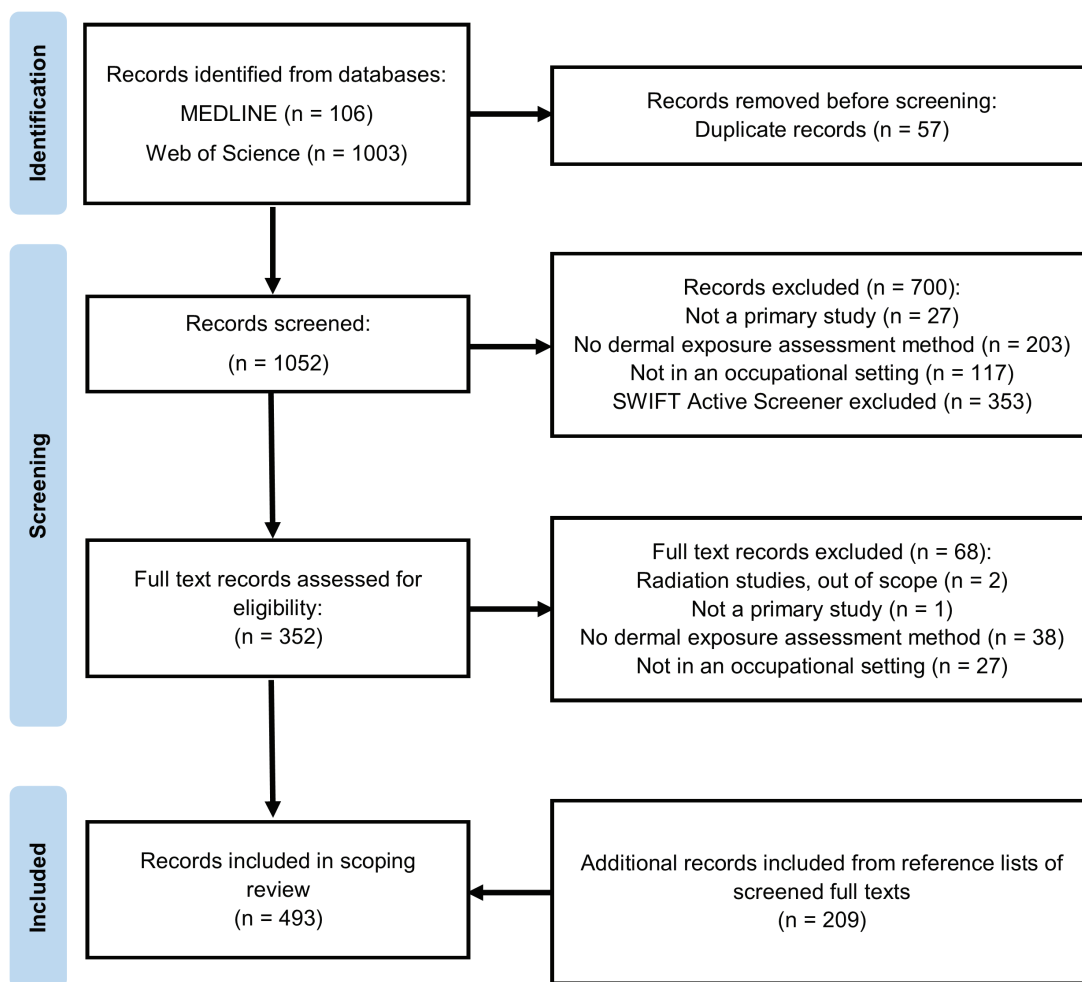 Identification
Records identified from databases:
MEDLINE (n = 106)
Web of Science (n = 1003)
Records removed before screening:
Duplicate records (n = 57)
Screening
Records screened:
(n = 1052)
Records excluded (n = 700):
Not a primary study (n = 27)
No dermal exposure assessment method (n = 203)
Not in an occupational setting (n = 117)
SWIFT Active Screener excluded (n = 353)
Full text records assessed for
eligibility:
(n = 352)
Full text records excluded (n = 68):
Radiation studies, out of scope (n = 2)
Not a primary study (n = 1)
No dermal exposure assessment method (n = 38)
Not in an occupational setting (n = 27)
Included
Records included in scoping
review
(n = 493)
Additional records included from reference lists of
screened full texts
(n = 209)